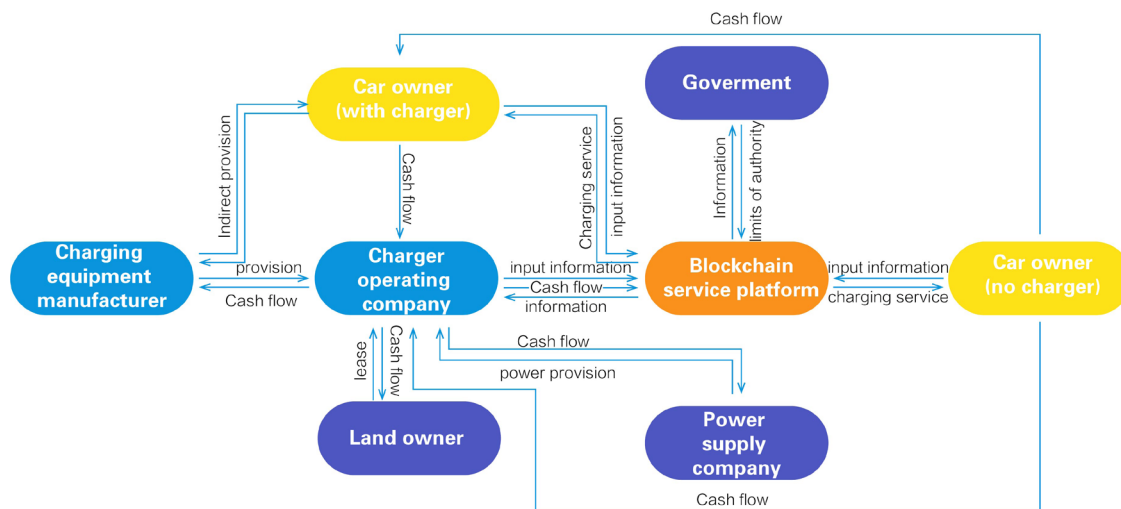 Cash flow
Car owner
(with charger)
Goverment
Indirect provision
Cash flow
Charging service
input information
Information
limits of authority
Charging
equipment
manufacturer
provision
Cash flow
Charger
operating
company
input information
Cash flow
information
Blockchain
service platform
input information
charging service
Car owner
(no charger)
lease
Cash flow
Cash flow
power provision
Land owner
Power
supply
company
Cash flow